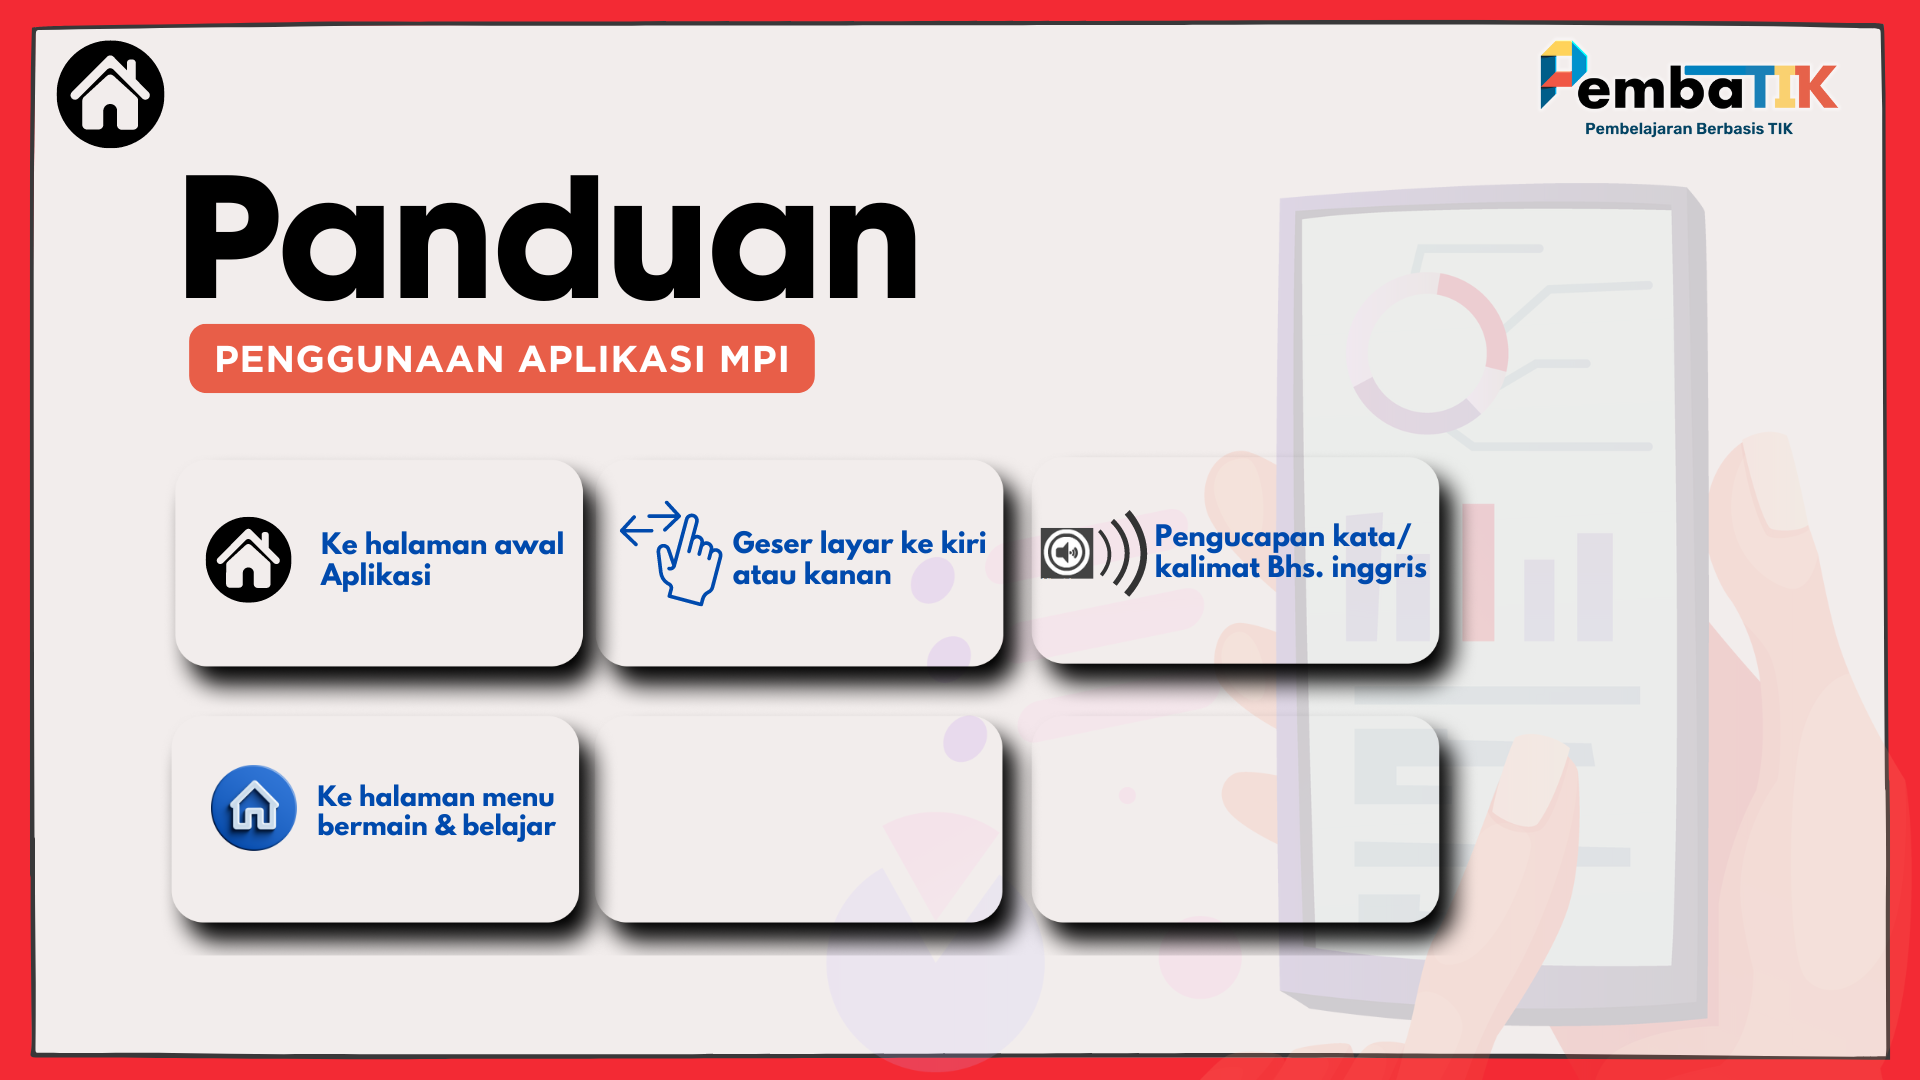 PembaTIK
Pembelajaran Berbasis TIK
Panduan
PENGGUNAAN APLIKASI MPI
Ke halaman awal
Aplikasi
Geser layar ke kiri
atau kanan
Pengucapan kata/
kalimat Bhs. inggris
Ke halaman menu
bermain & belajar